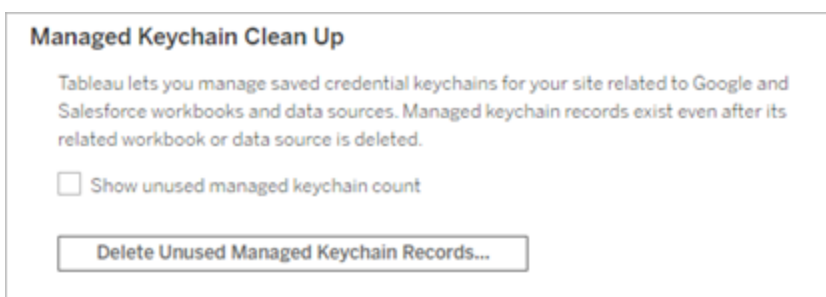 Managed Keychain Clean Up
Tableau lets you manage saved credential keychains for your site related to Google and
Salesforce workbooks and data sources. Managed keychain records exist even after its
related workbook or data source is deleted.
Show unused managed keychain count
Delete Unused Managed Keychain Records...